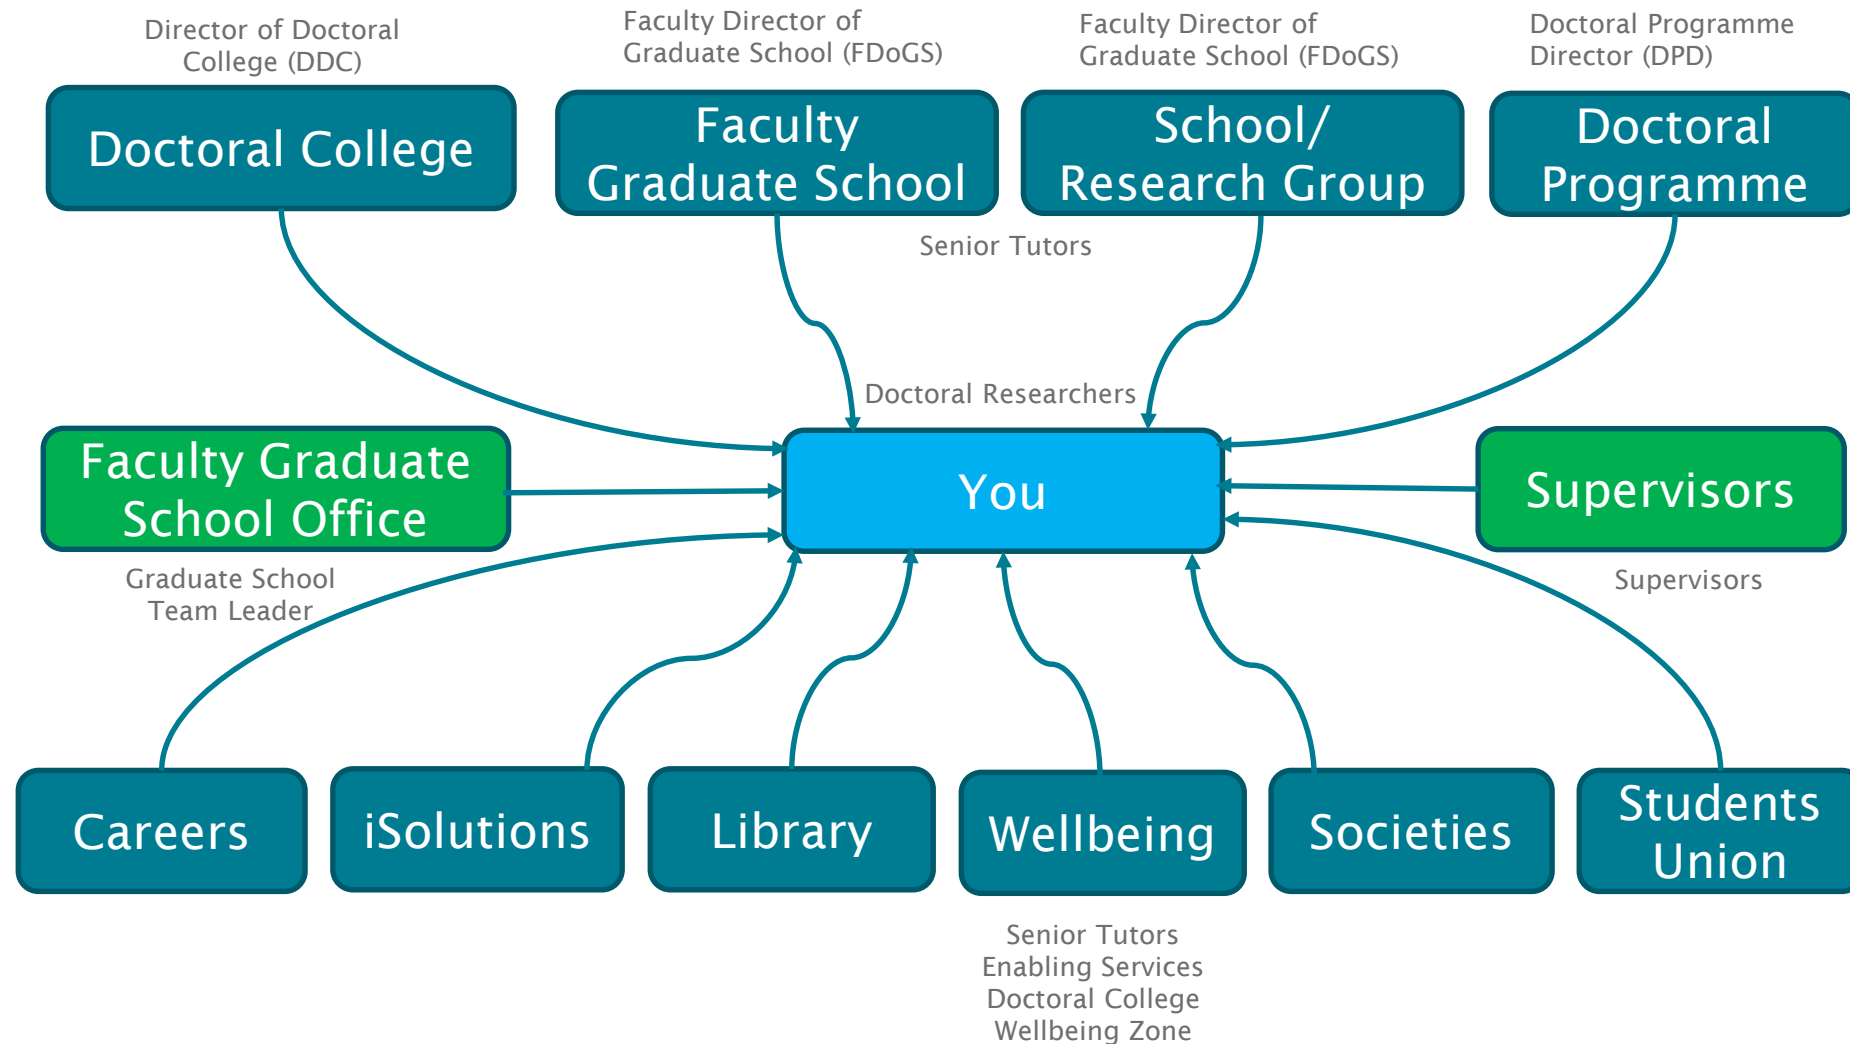 Director of Doctoral
College (DDC)
Faculty Director of
Graduate School (FDoGS)
Faculty Director of
Graduate School (FDoGS)
Doctoral Programme
Director (DPD)
Doctoral College
Faculty
Graduate School
School/
Research Group
Doctoral
Programme
Senior Tutors
Doctoral Researchers
Faculty Graduate
School Office
You
Supervisors
Graduate School
Team Leader
Supervisors
Careers
iSolutions
Library
Wellbeing
Societies
Students
Union
Senior Tutors
Enabling Services
Doctoral College
Wellbeing Zone